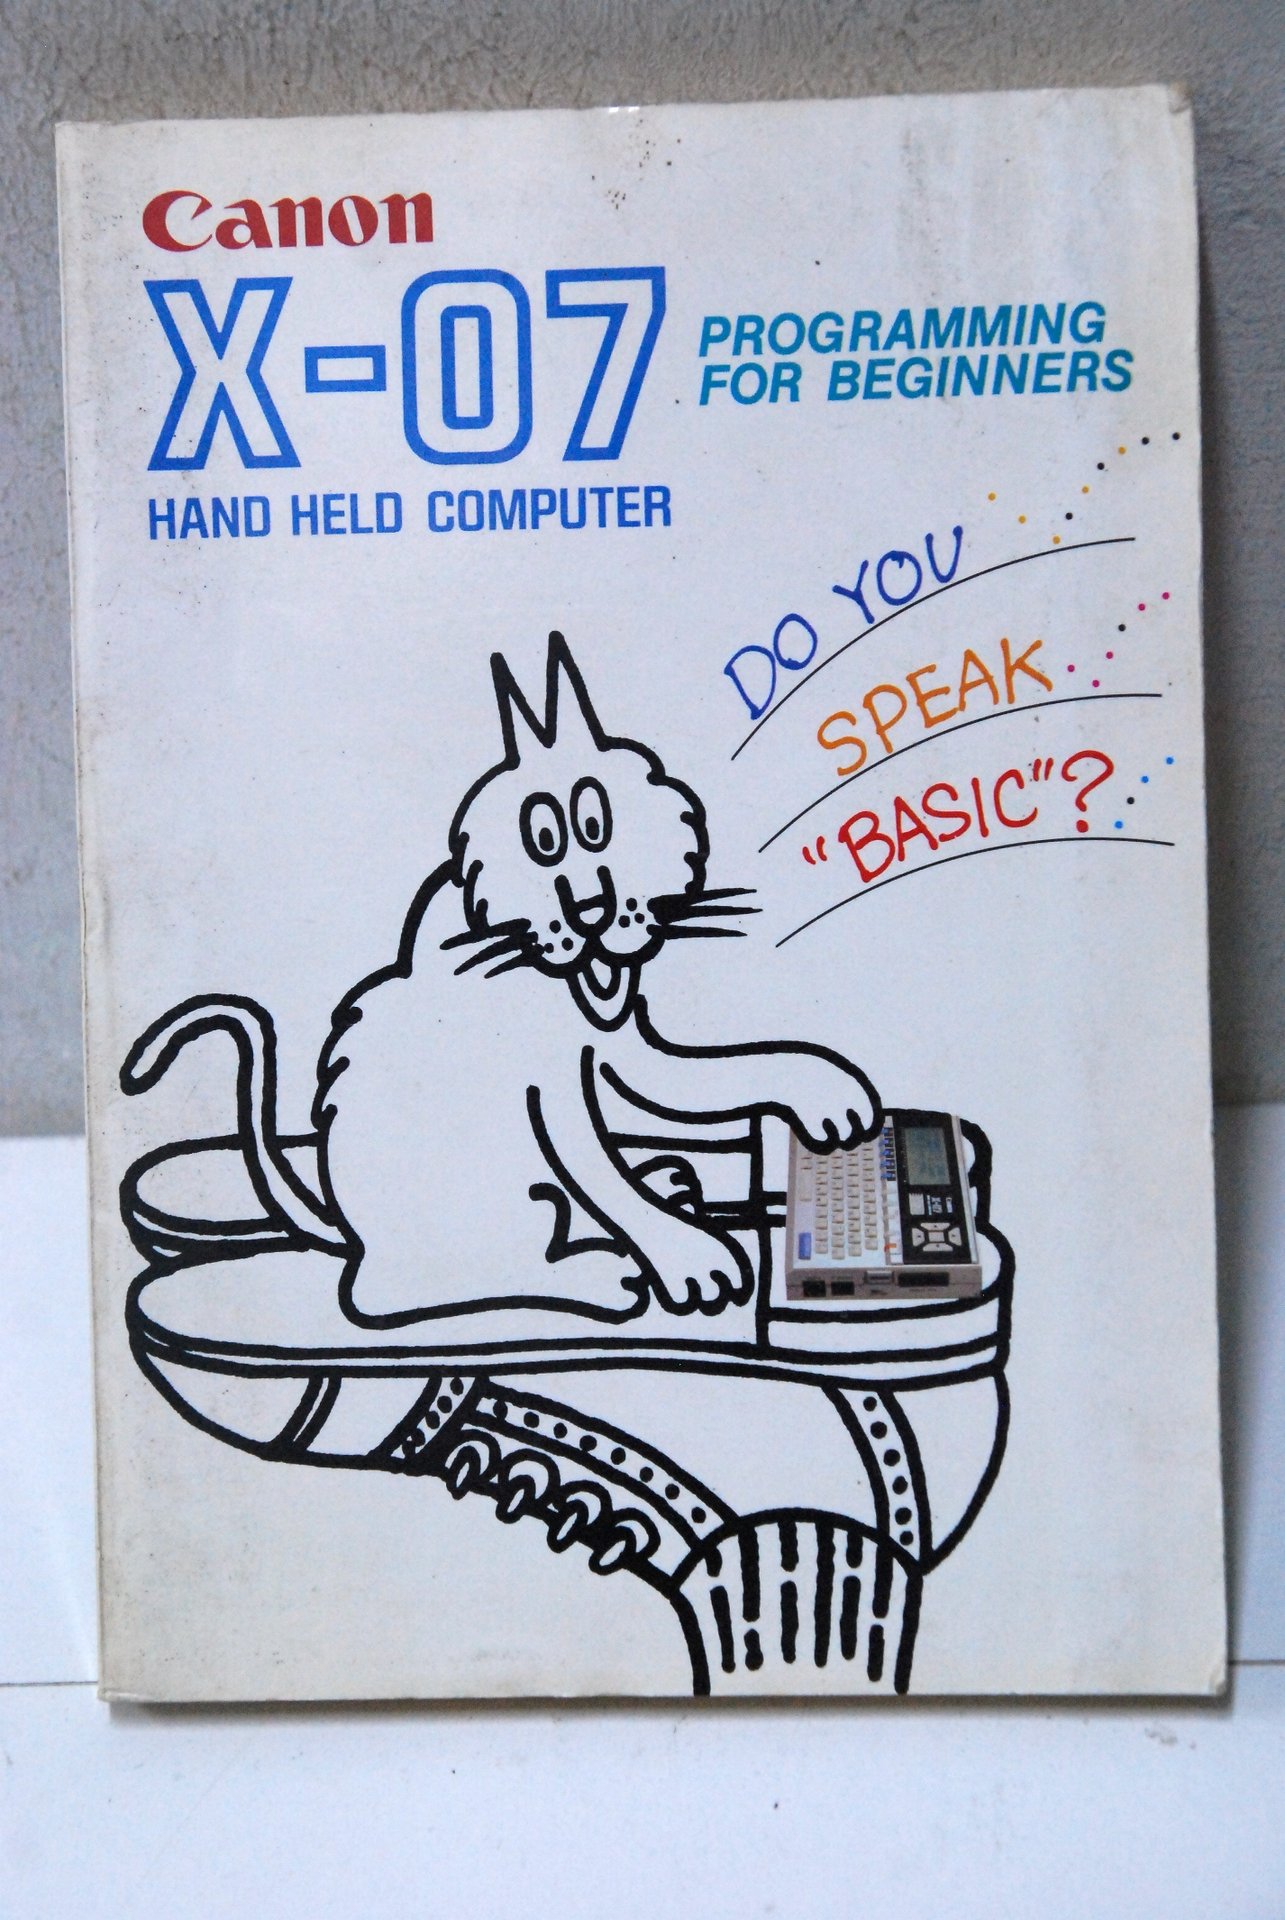 Canon
X-07
HAND HELD COMPUTER
PROGRAMMING
FOR BEGINNERS
DO YOU
SPEAK
"BASIC"?